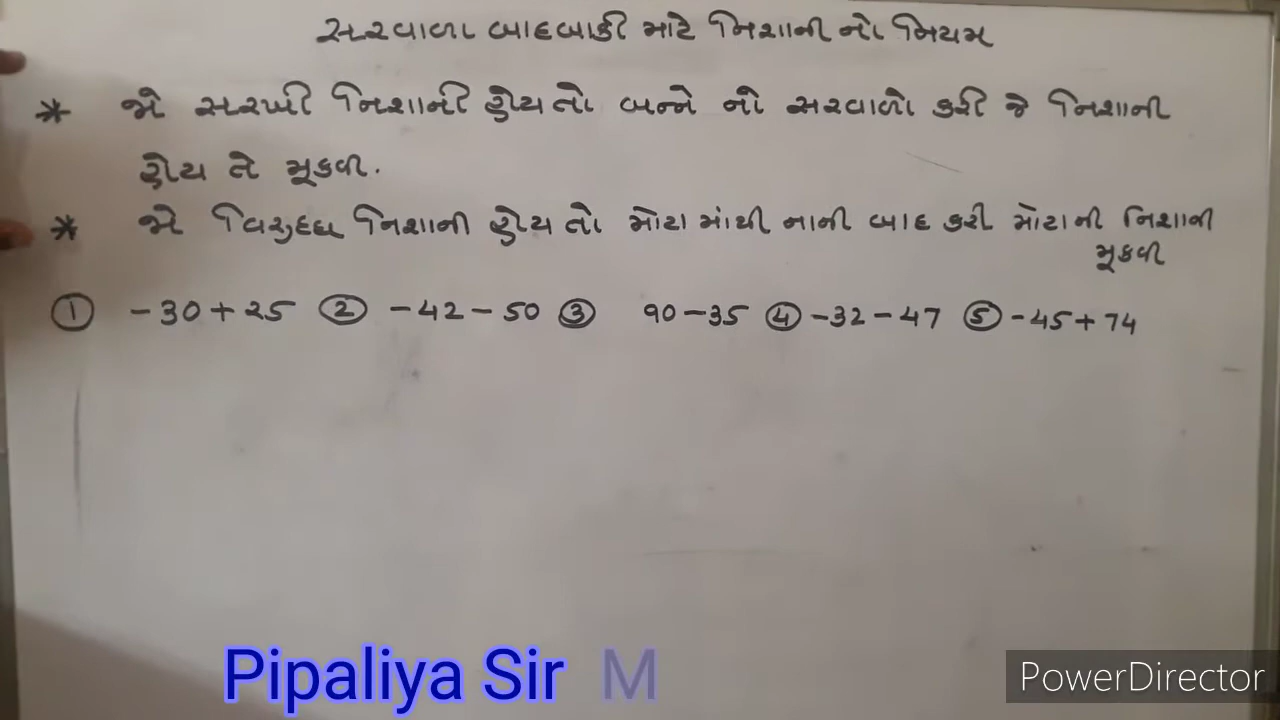 સરવાળા બાદબાકી માટે નિશાની નો નિયમ
* જો સરખી નિશાની હોય તો બન્ને નો સરવાળો કરી જે નિશાની
હોય તે મૂકવી.
* જો વિરુદ્ધ નિશાની હોય તો મોટા માંથી નાની બાદ કરી મોટા ની નિશાની
મૂકવી
① -30+25 ② -42-50 ③ 90-35 ④ -32-47 ⑤ -45+74
Pipaliya Sir M
PowerDirector